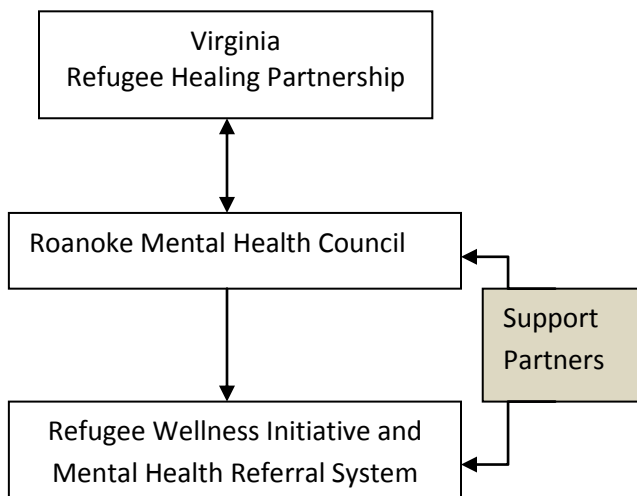 Virginia
Refugee Healing Partnership
Roanoke Mental Health Council
Support
Partners
Refugee Wellness Initiative and
Mental Health Referral System